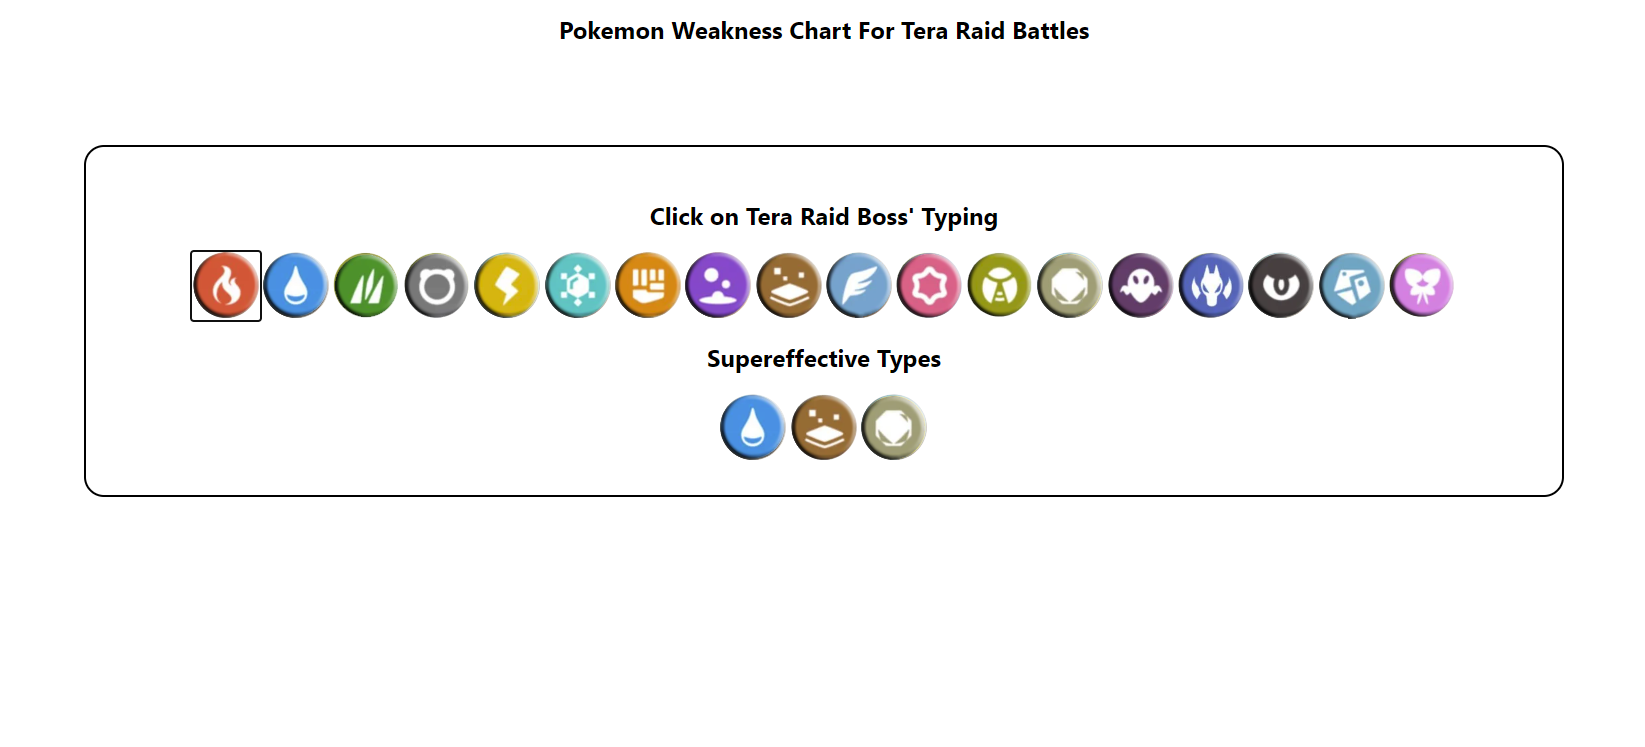 Pokemon Weakness Chart For Tera Raid Battles
Click on Tera Raid Boss' Typing
Supereffective Types